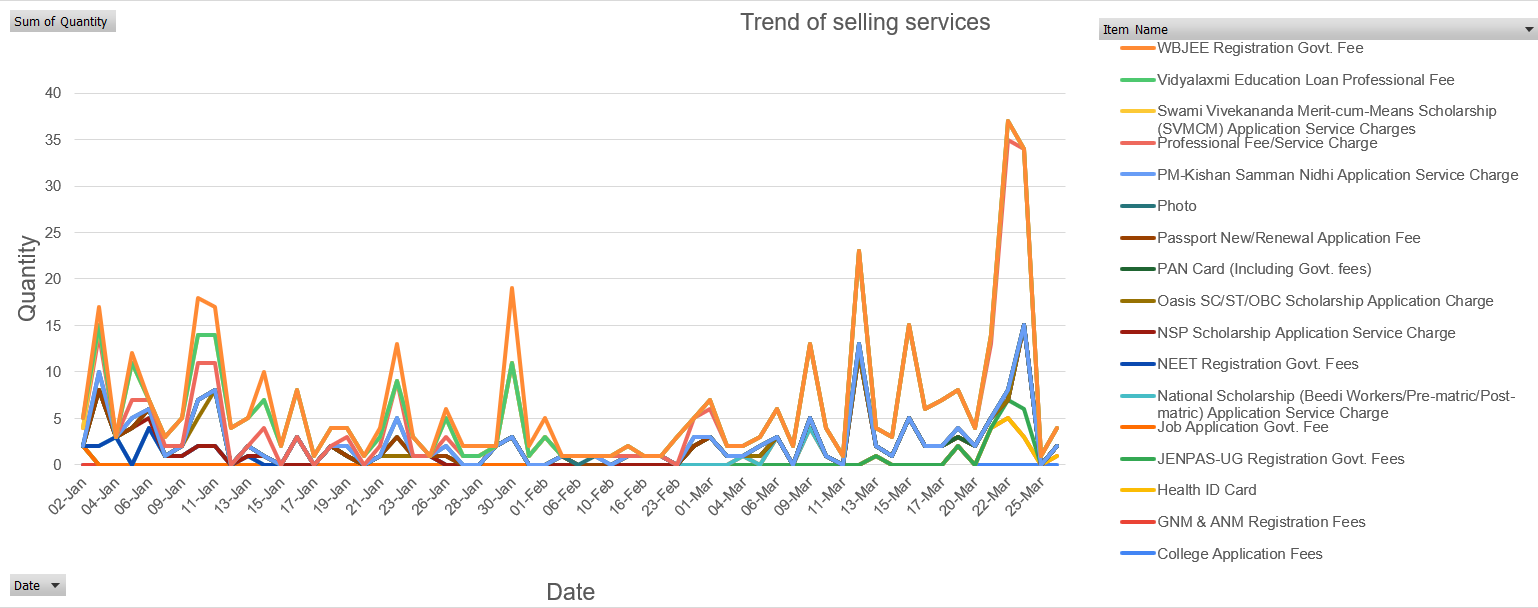 Sum of Quantity
Trend of selling services
Item Name
WBJEE Registration Govt. Fee
Vidyalaxmi Education Loan Professional Fee
Swami Vivekananda Merit-cum-Means Scholarship
(SVMCM) Application Service Charges
Professional Fee/Service Charge
PM-Kishan Samman Nidhi Application Service Charge
Photo
Passport New/Renewal Application Fee
PAN Card (Including Govt. fees)
Oasis SC/ST/OBC Scholarship Application Charge
NSP Scholarship Application Service Charge
NEET Registration Govt. Fees
National Scholarship (Beedi Workers/Pre-matric/Post-
matric) Application Service Charge
Job Application Govt. Fee
JENPAS-UG Registration Govt. Fees
Health ID Card
GNM & ANM Registration Fees
College Application Fees
Quantity
40
35
30
25
20
15
10
5
0
02-Jan
04-Jan
06-Jan
09-Jan
11-Jan
13-Jan
15-Jan
17-Jan
19-Jan
21-Jan
23-Jan
26-Jan
28-Jan
30-Jan
01-Feb
06-Feb
10-Feb
16-Feb
23-Feb
01-Mar
04-Mar
06-Mar
09-Mar
11-Mar
13-Mar
15-Mar
17-Mar
20-Mar
22-Mar
25-Mar
Date
Date